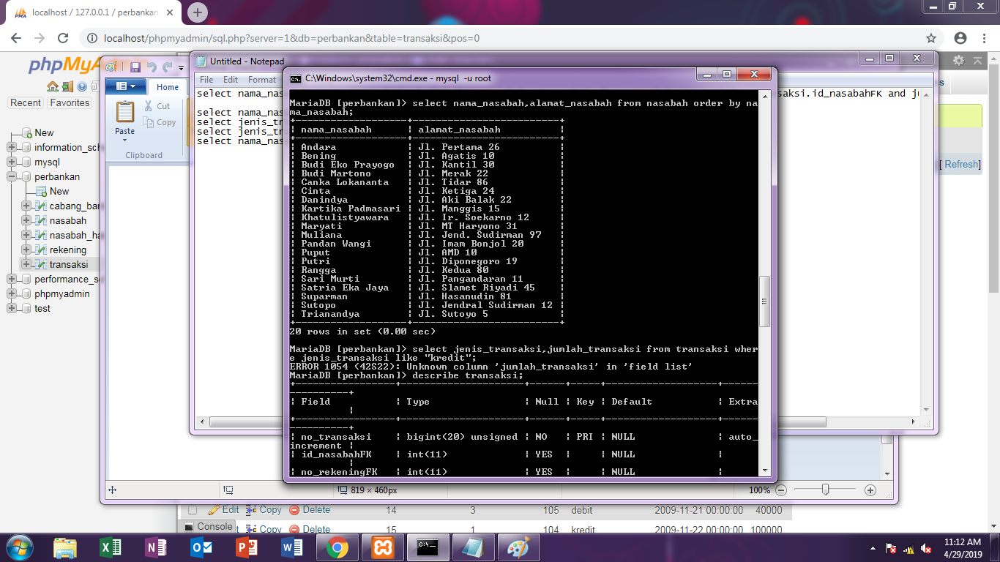 localhost / 127.0.0.1 / perbankan
localhost/phpmyadmin/sql.php?server=1&db=perbankan&table=transaksi&pos=0
phpMyA
Recent Favorites
New
information_sch
mysql
perbankan
New
cabang_ban
nasabah
nasabah_ha
rekening
transaksi
performance_s
phpmyadmin
test
Home
Paste
Cut
Copy
Clipboard
Untitled - Notepad
File Edit Format
select nama_nas
saksi.id_nasabahFK and ju
select nama_nas
select jenis_tr
select jenis_tr
select nama_nas
[ Refresh]
C:\Windows\system32\cmd.exe - mysql -u root
MariaDB [perbankan]> select nama_nasabah,alamat_nasabah from nasabah order by na
ma_nasabah;
+--------------------+--------------------------+
| nama_nasabah | alamat_nasabah |
+--------------------+--------------------------+
| Andara | Jl. Pertama 26 |
| Bening | Jl. Agatis 10 |
| Budi Eko Prayogo | Jl. Kantil 30 |
| Budi Martono | Jl. Merak 22 |
| Canka Lokananta | Jl. Tidar 86 |
| Cinta | Jl. Ketiga 24 |
| Danindya | Jl. Aki Balak 22 |
| Kartika Padmasari | Jl. Manggis 15 |
| Khatulistyawara | Jl. Ir. Soekarno 12 |
| Maryati | Jl. MT Haryono 31 |
| Muliana | Jl. Jend. Sudirman 97 |
| Pandan Wangi | Jl. Imam Bonjol 20 |
| Puput | Jl. AMD 10 |
| Putri | Jl. Diponegoro 19 |
| Rangga | Jl. Kedua 80 |
| Sari Murti | Jl. Pangandaran 11 |
| Satria Eka Jaya | Jl. Slamet Riyadi 45 |
| Suparman | Jl. Hasanudin 81 |
| Sutopo | Jl. Jendral Sudirman 12 |
| Trianandya | Jl. Sutoyo 5 |
+--------------------+--------------------------+
20 rows in set (0.00 sec)
MariaDB [perbankan]> select jenis_transaksi,jumlah_transaksi from transaksi wher
e jenis_transaksi like "kredit";
ERROR 1054 (42S22): Unknown column 'jumlah_transaksi' in 'field list'
MariaDB [perbankan]> describe transaksi;
| Field | Type | Null | Key | Default | Extra
|
| no_transaksi | bigint(20) unsigned | NO | PRI | NULL | auto_
increment |
| id_nasabahFK | int(11) | YES | | NULL |
|
| no_rekeningFK | int(11) | YES | | NULL |
819 × 460px
100%
Edit Copy Delete 14 3 105 debit 2009-11-21 00:00:00 40000
Console
t Copy Delete 15 1 104 kredit 2009-11-22 00:00:00 100000
11:12 AM
4/29/2019